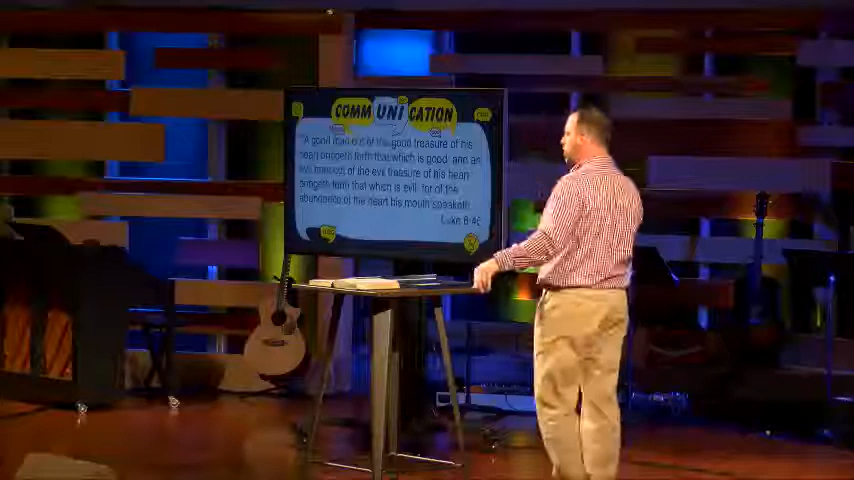 COMMUNICATION
"A good man out of the good treasure of his
heart bringeth forth that which is good; and an
evil man out of the evil treasure of his heart
bringeth forth that which is evil: for of the
abundance of the heart his mouth speaketh."
Luke 6:45